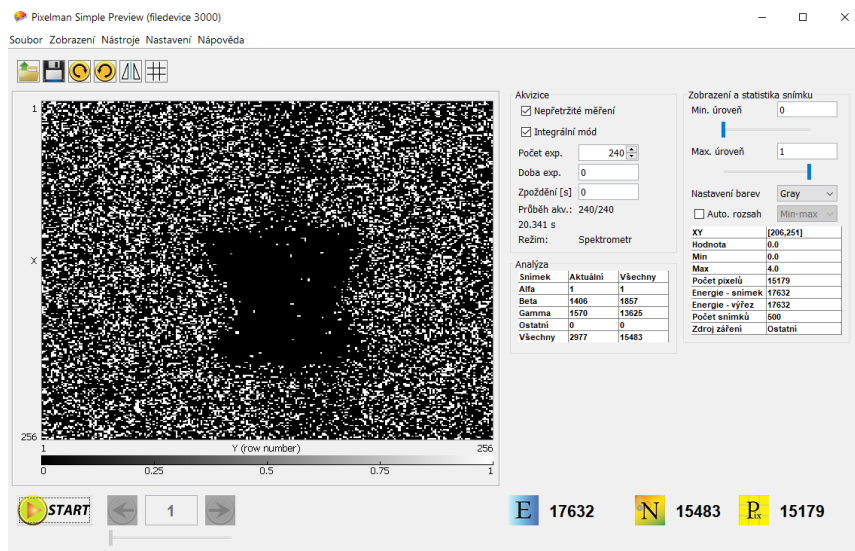 Pixelman Simple Preview (filedevice 3000)
Soubor Zobrazení Nástroje Nastavení Nápověda
1
X
256
1 Y (row number) 256
0 0.25 0.5 0.75 1
Akvizice
Nepřetržité měření
Integrální mód
Počet exp. 240
Doba exp. 0
Zpoždění [s] 0
Průběh akv.: 240/240
20.341 s
Režim: Spektrometr
Analýza
Snimek Aktuální Všechny
Alfa 1 1
Beta 1406 1857
Gamma 1570 13625
Ostatní 0 0
Všechny 2977 15483
Zobrazení a statistika snímku
Min. úroveň 0
Max. úroveň 1
Nastavení barev Gray
Auto. rozsah Min-max
XY [206,251]
Hodnota 0.0
Min 0.0
Max 4.0
Počet pixelů 15179
Energie - snímek 17632
Energie - výřez 17632
Počet snímků 500
Zdroj záření Ostatní
START 1
E 17632 N 15483 Pix 15179